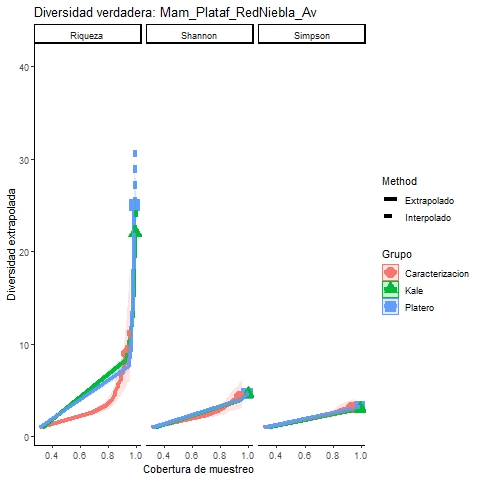 Diversidad verdadera: Mam_Plataf_RedNiebla_Av
Riqueza Shannon Simpson
40
30
20
10
0
Diversidad extrapolada
0.4 0.6 0.8 1.0 0.4 0.6 0.8 1.0 0.4 0.6 0.8 1.0
Cobertura de muestreo
Method
Extrapolado
Interpolado
Grupo
Caracterizacion
Kale
Platero